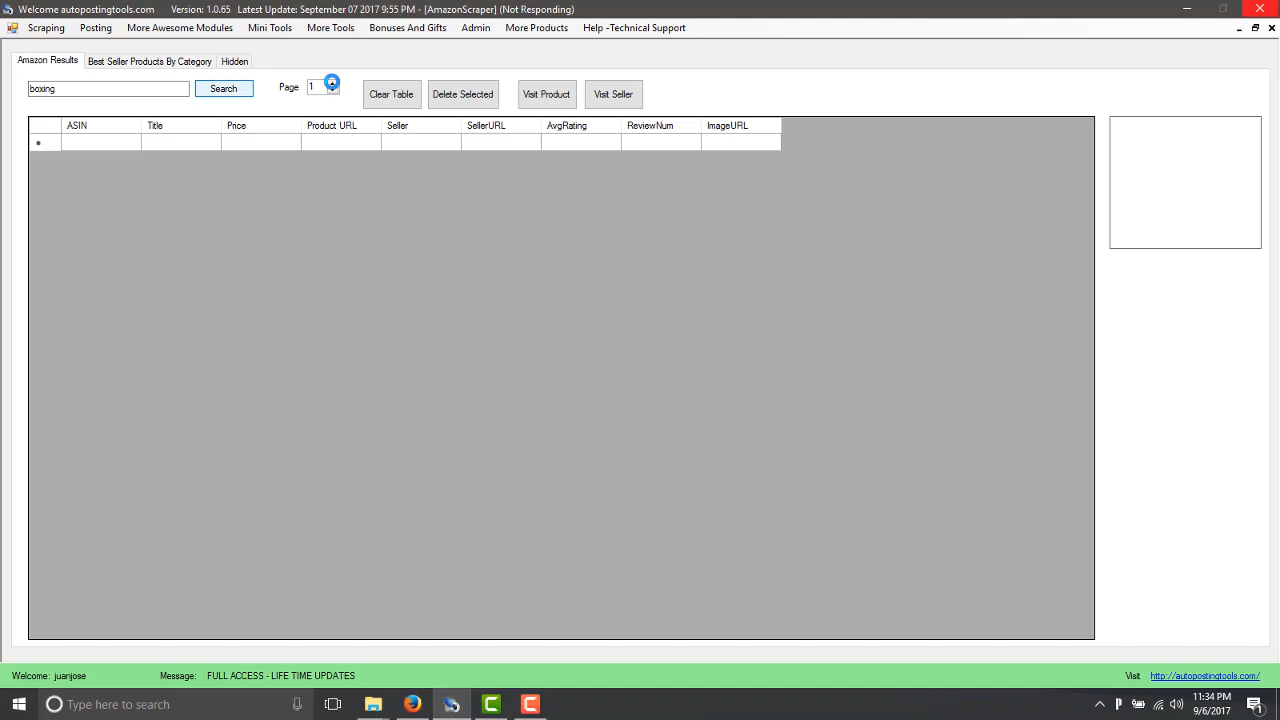 Welcome autopostingtools.com Version: 1.0.65 Latest Update: September 07 2017 9:55 PM - [AmazonScraper] (Not Responding)
Scraping Posting More Awesome Modules Mini Tools More Tools Bonuses And Gifts Admin More Products Help -Technical Support
Amazon Results Best Seller Products By Category Hidden
boxing Search Page 1 Clear Table Delete Selected Visit Product Visit Seller
ASIN Title Price Product URL Seller SellerURL AvgRating ReviewNum ImageURL
Welcome: juanjose Message: FULL ACCESS - LIFE TIME UPDATES Visit http://autopostingtools.com/
Type here to search
11:34 PM
9/6/2017